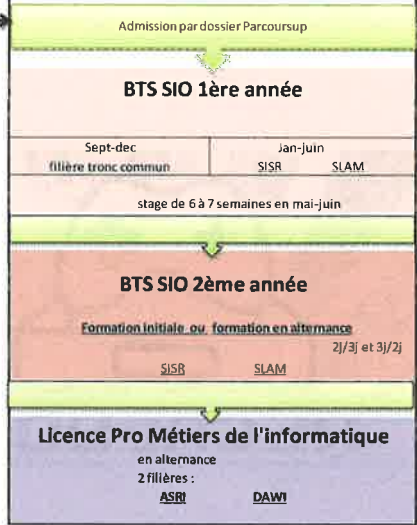 Admission par dossier Parcoursup
BTS SIO 1ère année
Sept-dec Jan-juin
filière tronc commun SISR SLAM
stage de 6 à 7 semaines en mai-juin
BTS SIO 2ème année
Formation initiale ou formation en alternance
2j/3j et 3j/2j
SISR SLAM
Licence Pro Métiers de l'informatique
en alternance
2 filières :
ASRI DAWI